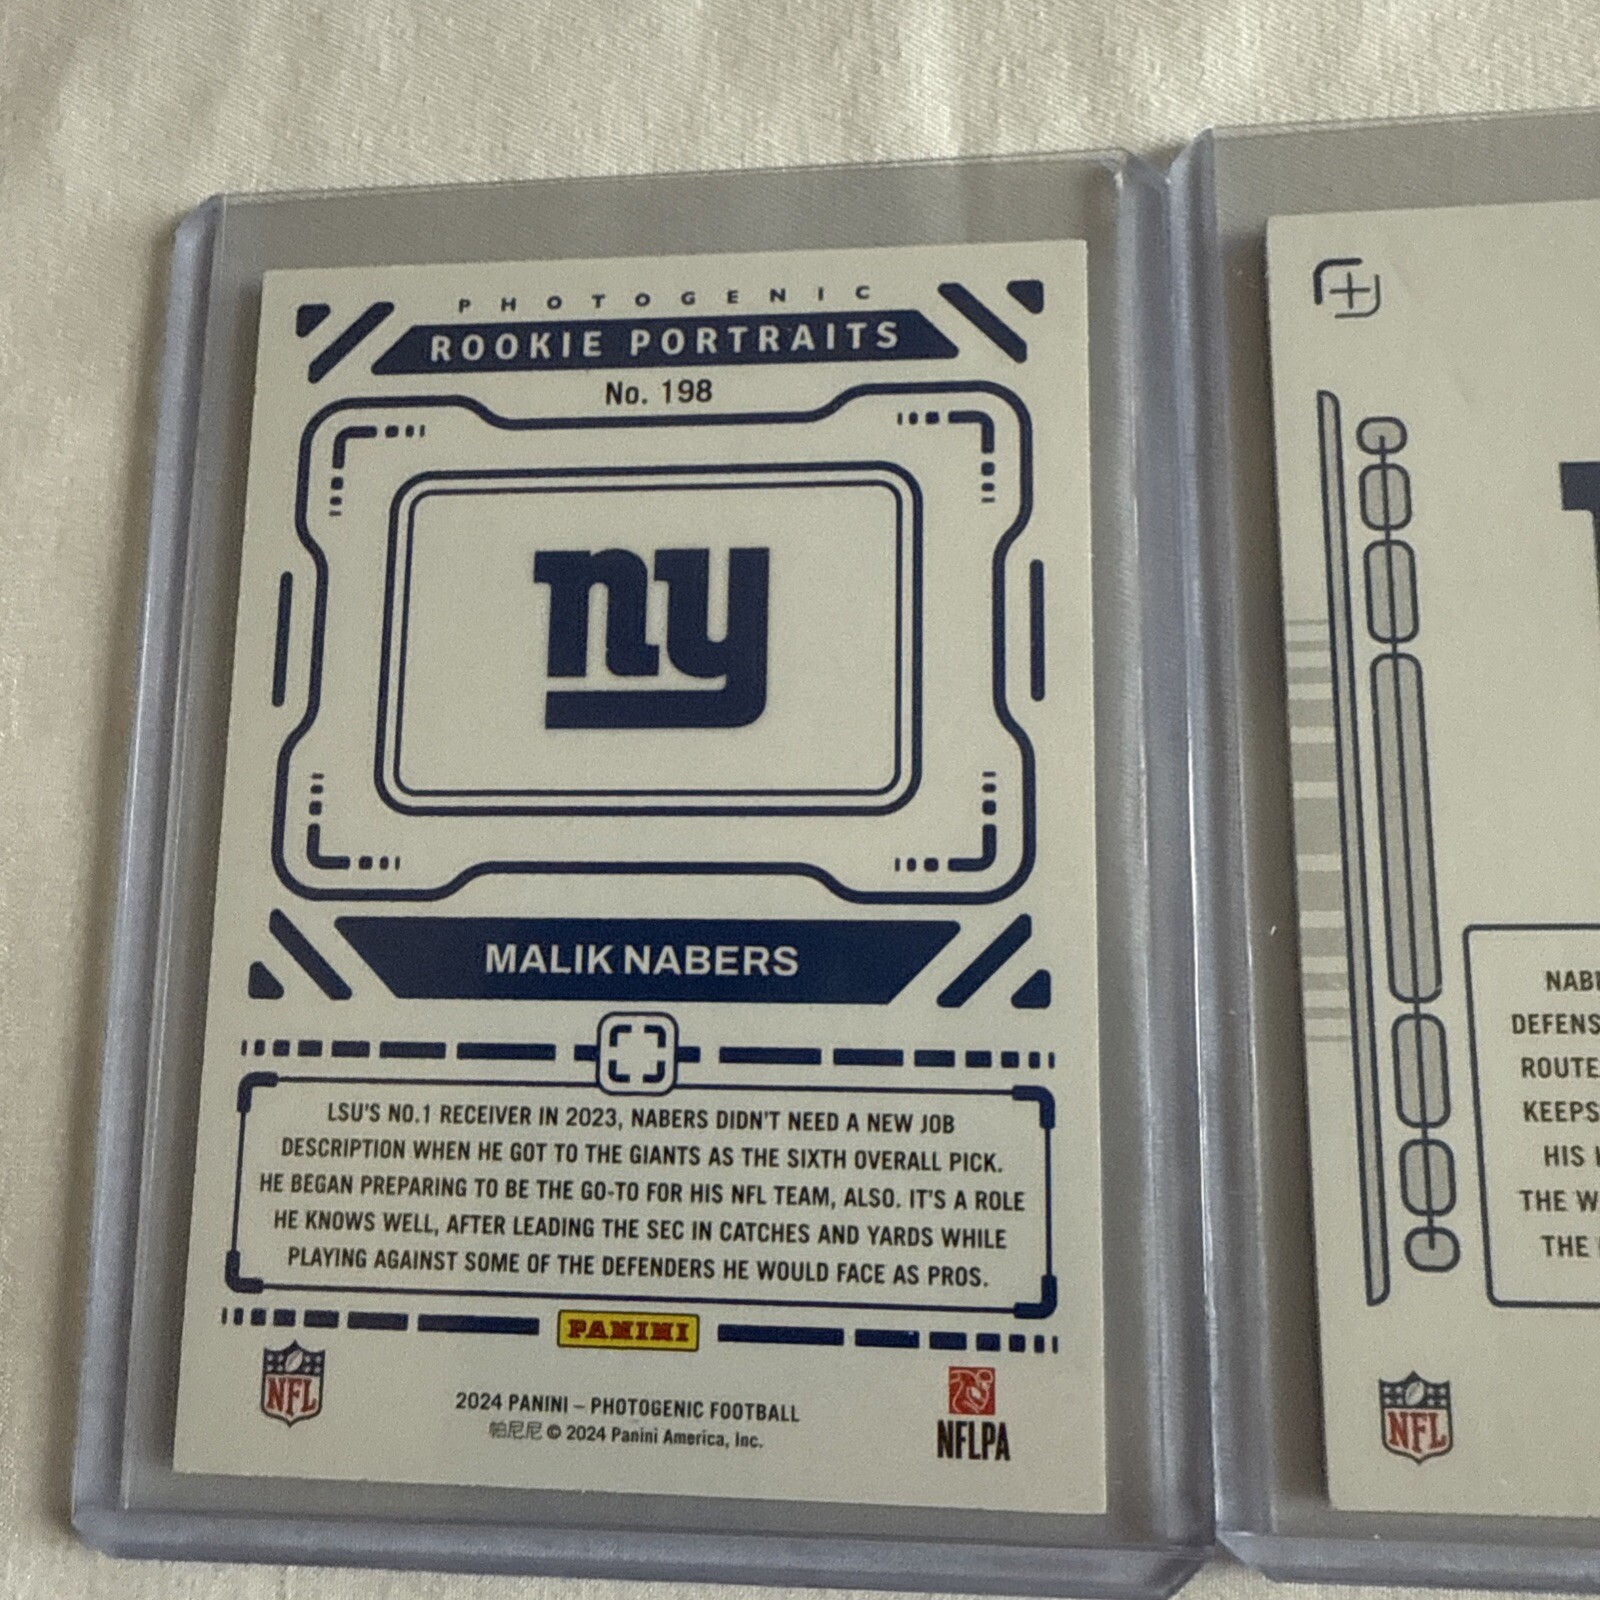 PHOTOGENIC
ROOKIE PORTRAITS
No. 198
ny
MALIK NABERS
LSU'S NO.1 RECEIVER IN 2023, NABERS DIDN'T NEED A NEW JOB
DESCRIPTION WHEN HE GOT TO THE GIANTS AS THE SIXTH OVERALL PICK.
HE BEGAN PREPARING TO BE THE GO-TO FOR HIS NFL TEAM, ALSO. IT'S A ROLE
HE KNOWS WELL, AFTER LEADING THE SEC IN CATCHES AND YARDS WHILE
PLAYING AGAINST SOME OF THE DEFENDERS HE WOULD FACE AS PROS.
PANINI
NFL
2024 PANINI – PHOTOGENIC FOOTBALL
帕尼尼 © 2024 Panini America, Inc.
NFLPA
NAB
DEFENS
ROUTE
KEEPS
HIS
THE W
THE
NFL